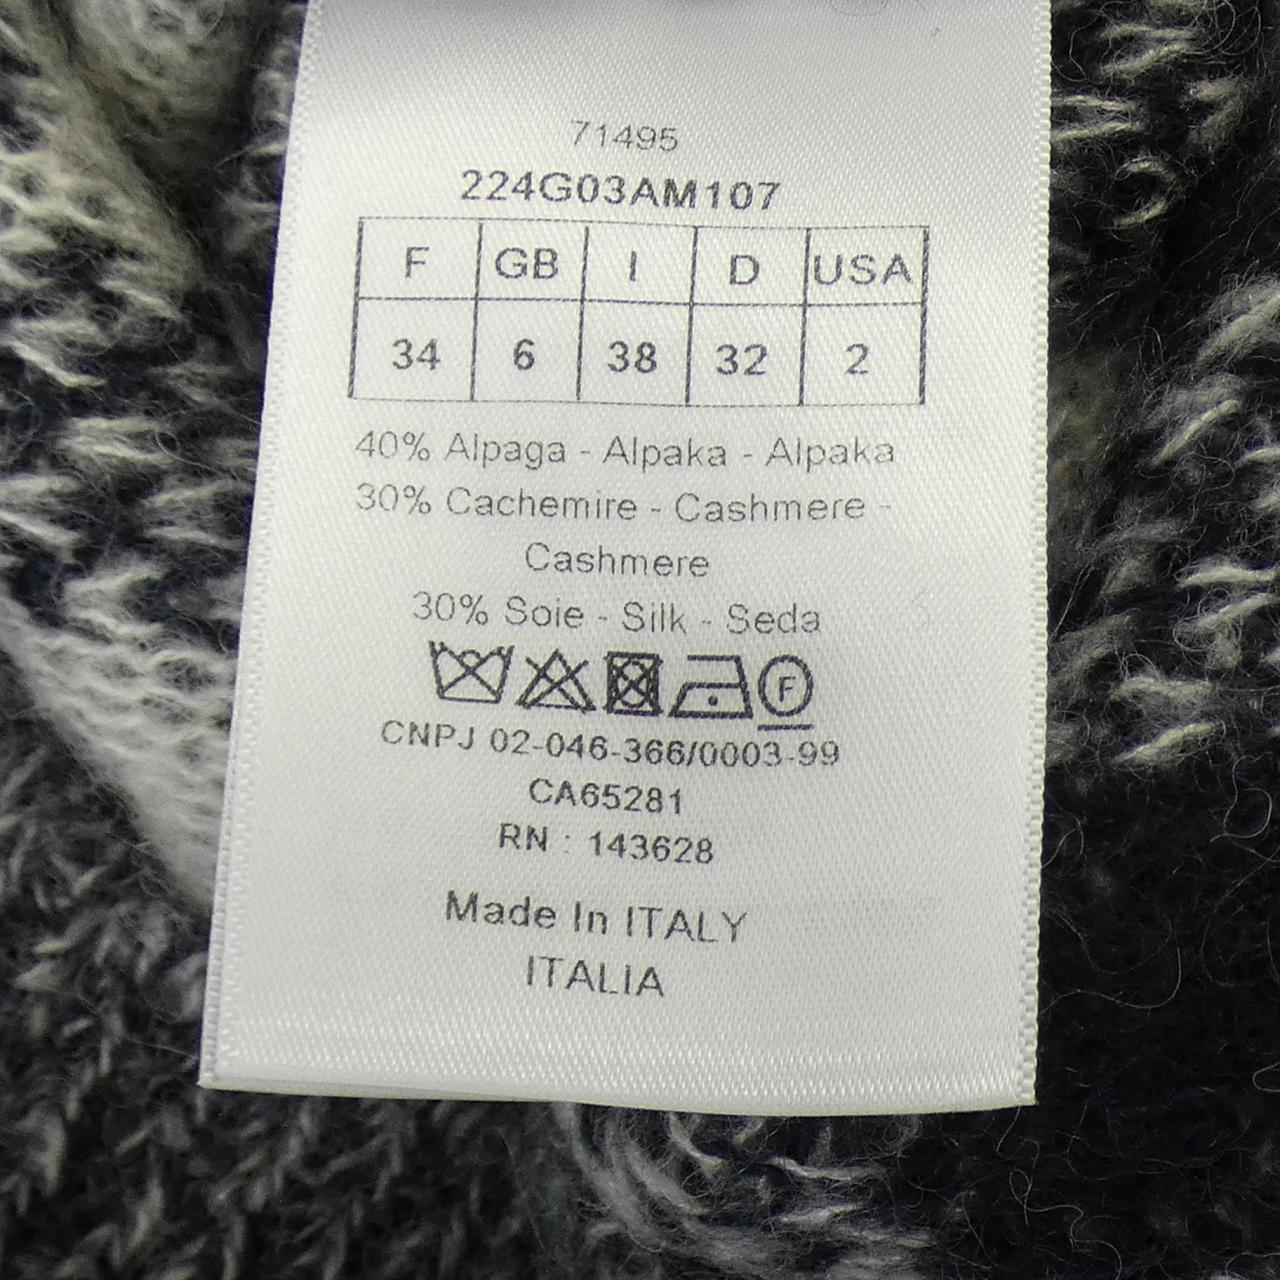 71495
224G03AM107
F GB I D USA
34 6 38 32 2
40% Alpaga - Alpaka - Alpaka
30% Cachemire - Cashmere -
Cashmere
30% Soie - Silk - Seda
F
CNPJ 02-046-366/0003-99
CA65281
RN : 143628
Made In ITALY
ITALIA